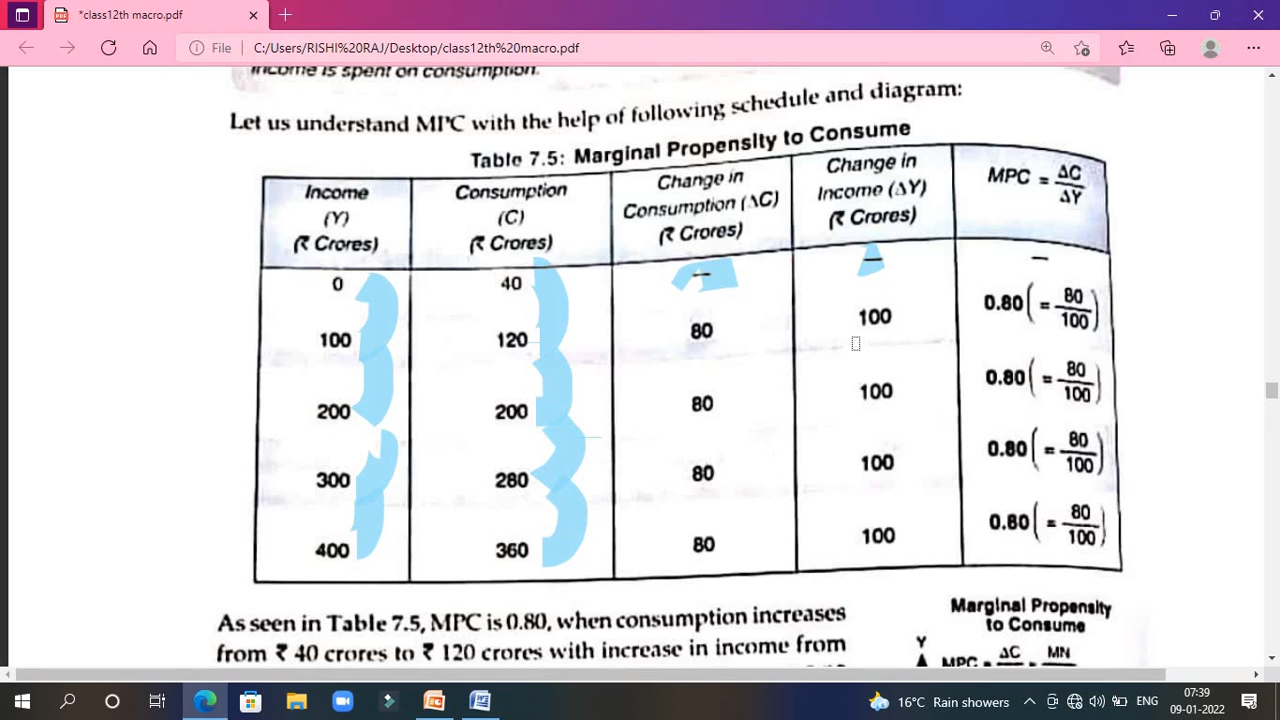 *class12th macro.pdf
File C:/Users/RISHI%20RAJ/Desktop/class12th%20macro.pdf
income is spent on consumption.
Let us understand MPC with the help of following schedule and diagram:
Table 7.5: Marginal Propensity to Consume
Income (Y) (₹ Crores) Consumption (C) (₹ Crores) Change in Consumption (ΔC) (₹ Crores) Change in Income (ΔY) (₹ Crores) MPC = ΔC/ΔY
0 40 — — —
100 120 80 100 0.80 (= 80/100)
200 200 80 100 0.80 (= 80/100)
300 280 80 100 0.80 (= 80/100)
400 360 80 100 0.80 (= 80/100)
As seen in Table 7.5, MPC is 0.80, when consumption increases
from ₹ 40 crores to ₹ 120 crores with increase in income from
Marginal Propensity
to Consume
Y
MPC = ΔC = MN
16°C Rain showers ENG 07:39
09-01-2022